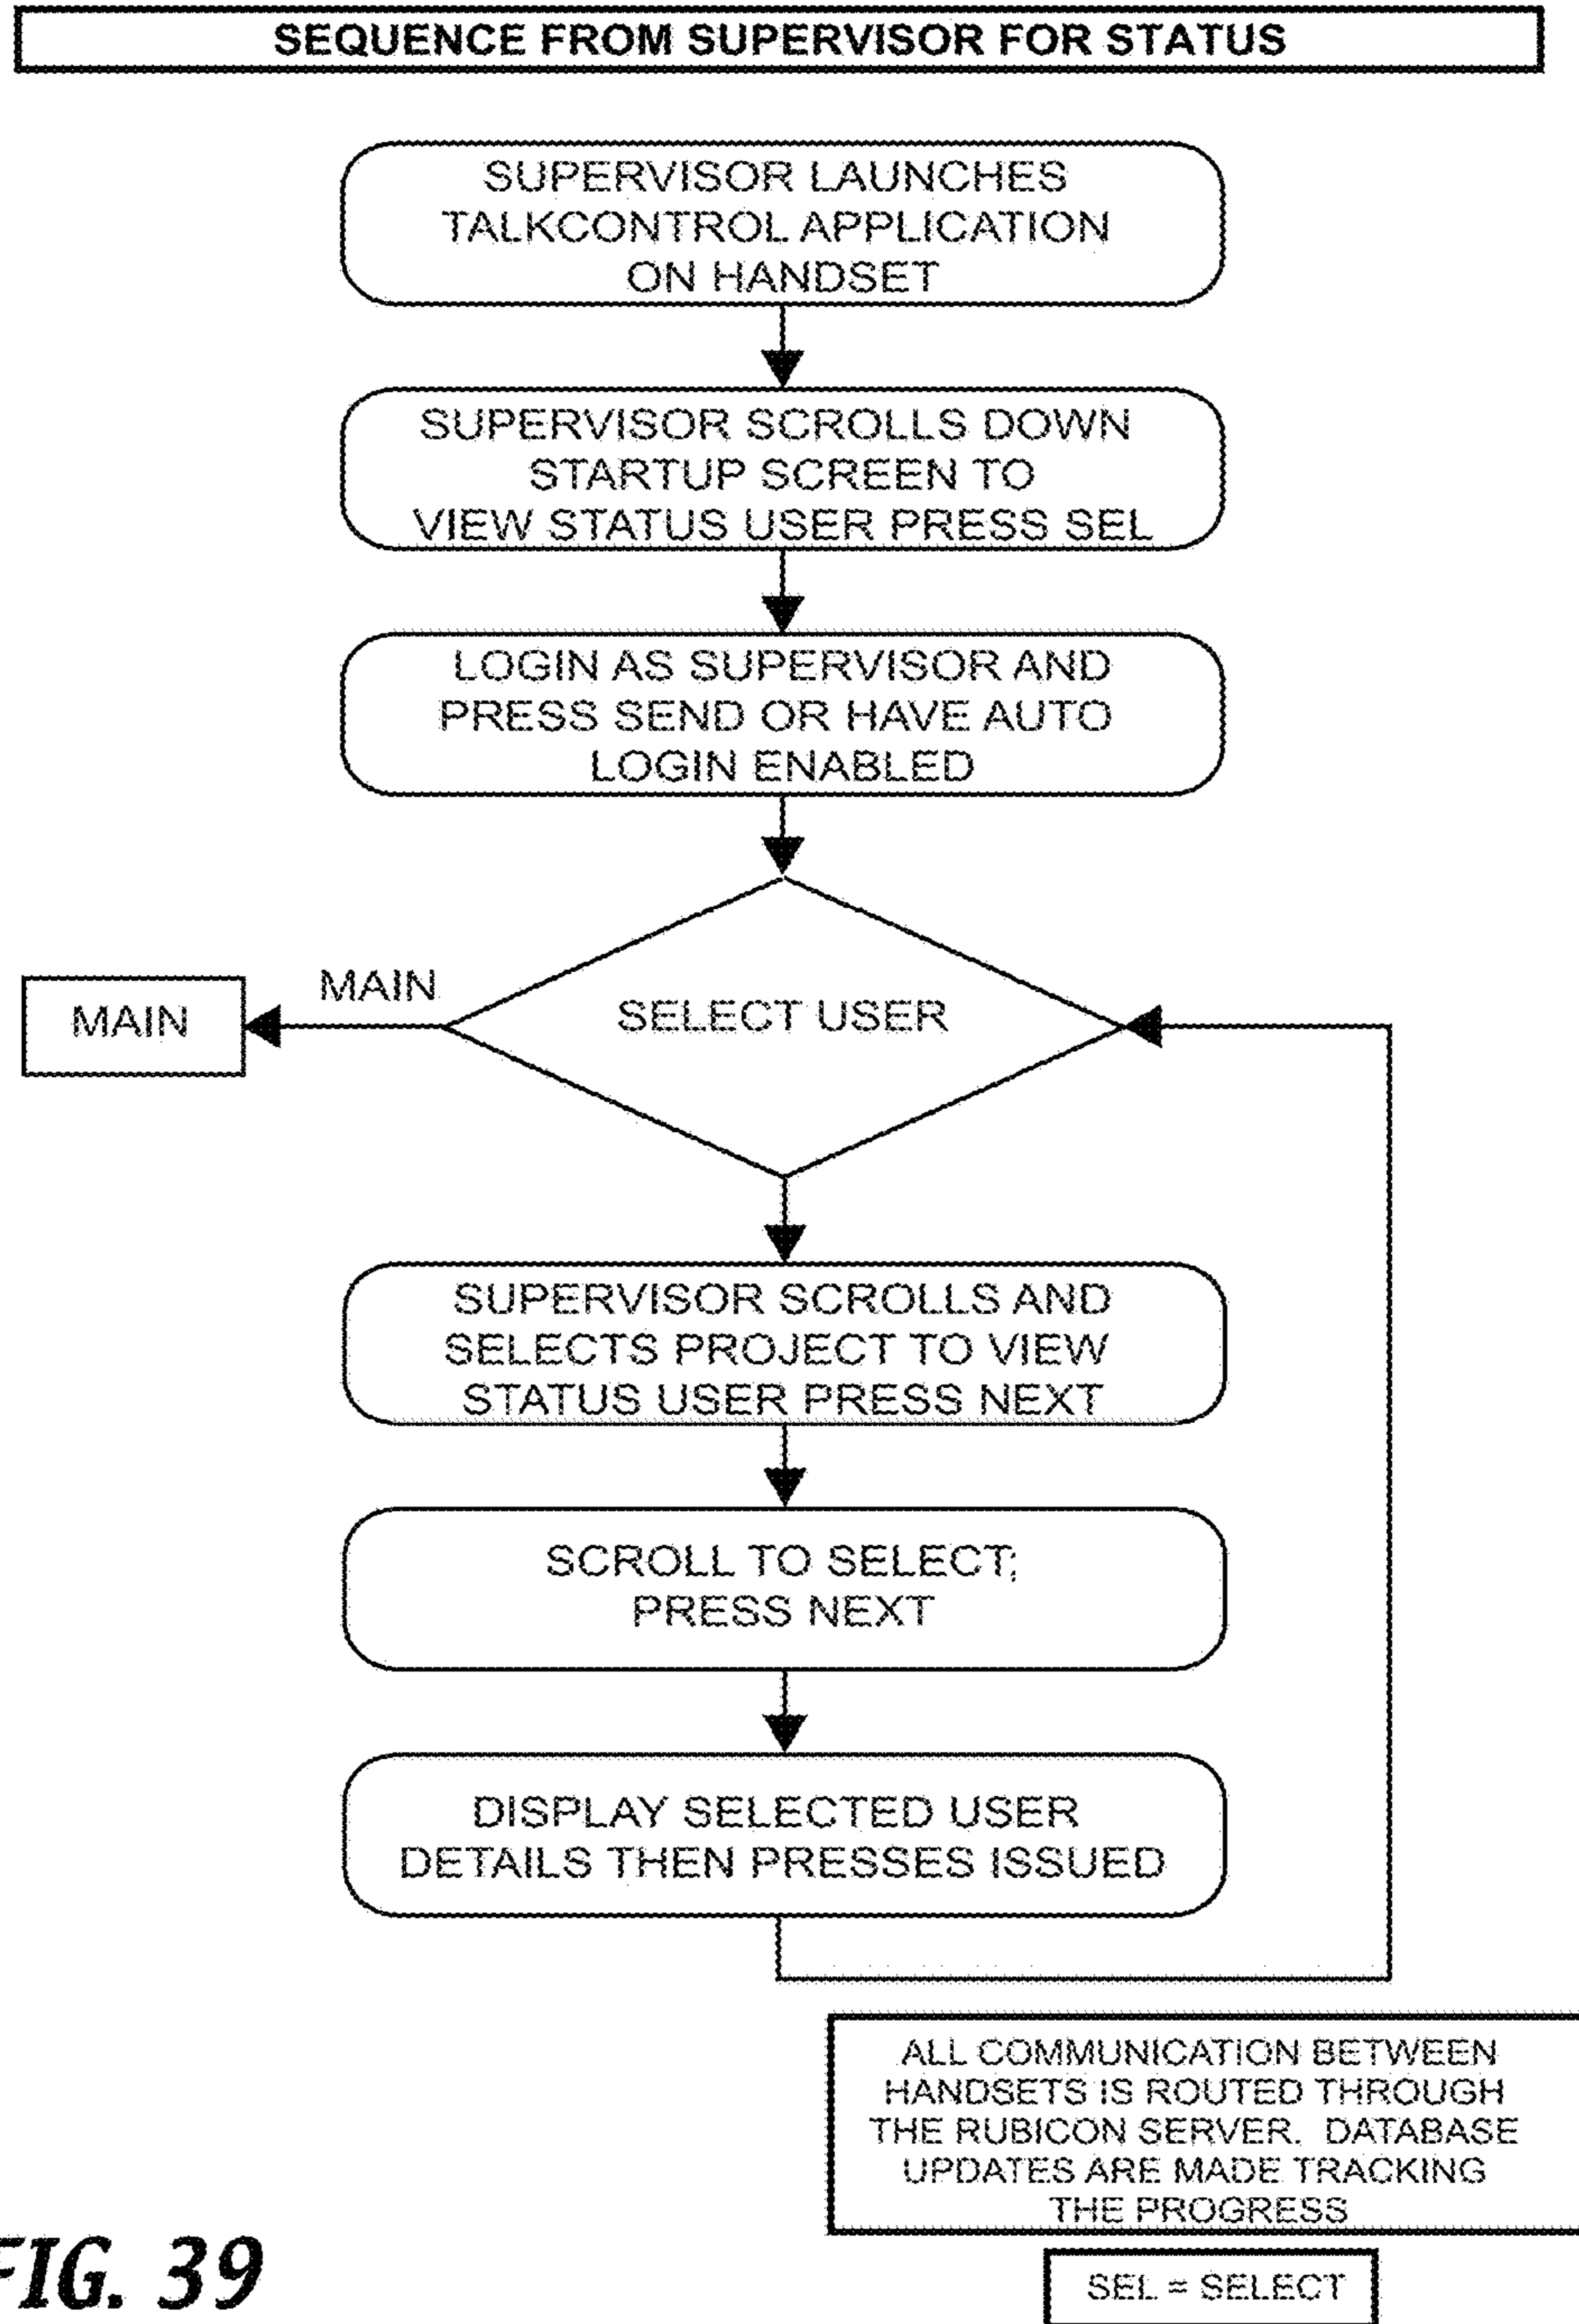 SEQUENCE FROM SUPERVISOR FOR STATUS
SUPERVISOR LAUNCHES
TALKCONTROL APPLICATION
ON HANDSET
SUPERVISOR SCROLLS DOWN
STARTUP SCREEN TO
VIEW STATUS USER PRESS SEL
LOGIN AS SUPERVISOR AND
PRESS SEND OR HAVE AUTO
LOGIN ENABLED
MAIN
MAIN
SELECT USER
SUPERVISOR SCROLLS AND
SELECTS PROJECT TO VIEW
STATUS USER PRESS NEXT
SCROLL TO SELECT;
PRESS NEXT
DISPLAY SELECTED USER
DETAILS THEN PRESSES ISSUED
ALL COMMUNICATION BETWEEN
HANDSETS IS ROUTED THROUGH
THE RUBICON SERVER. DATABASE
UPDATES ARE MADE TRACKING
THE PROGRESS
SEL = SELECT
FIG. 39